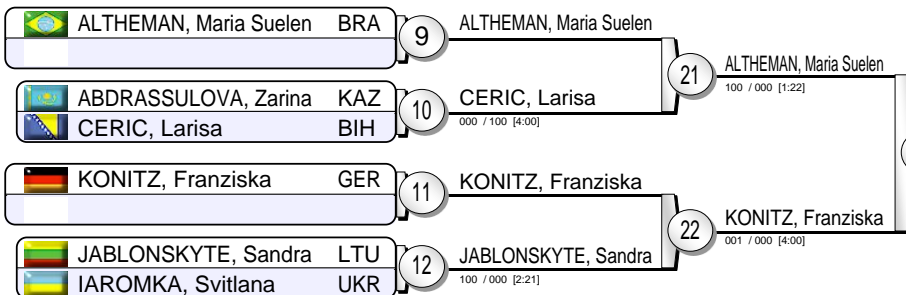 ALTHEMAN, Maria Suelen BRA
9
ALTHEMAN, Maria Suelen
21
ALTHEMAN, Maria Suelen
100 / 000 [1:22]
ABDRASSULOVA, Zarina KAZ
CERIC, Larisa BIH
10
CERIC, Larisa
000 / 100 [4:00]
KONITZ, Franziska GER
11
KONITZ, Franziska
22
KONITZ, Franziska
001 / 000 [4:00]
JABLONSKYTE, Sandra LTU
IAROMKA, Svitlana UKR
12
JABLONSKYTE, Sandra
100 / 000 [2:21]